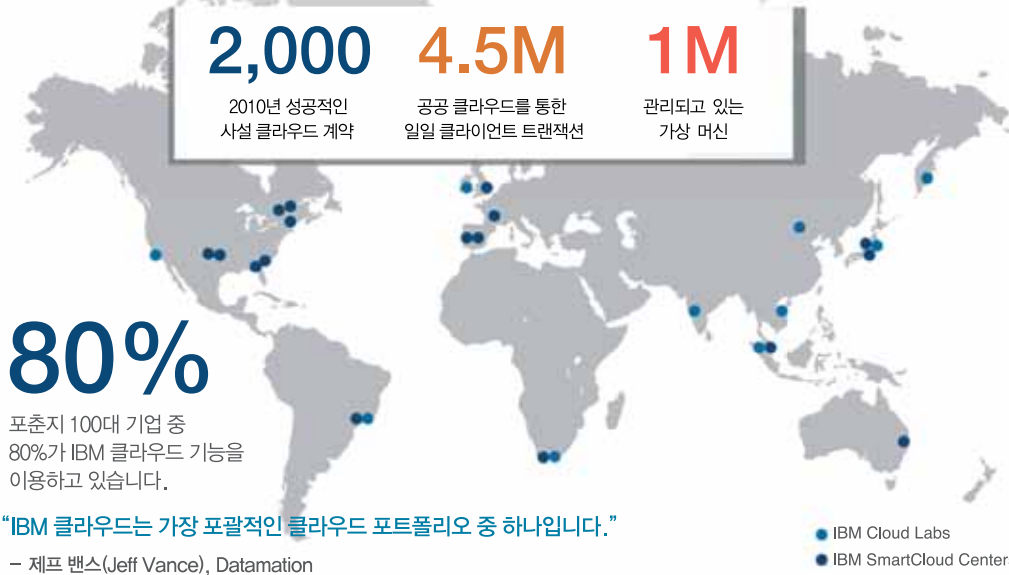 2,000
2010년 성공적인
사설 클라우드 계약
4.5M
공공 클라우드를 통한
일일 클라이언트 트랜잭션
1M
관리되고 있는
가상 머신
80%
포춘지 100대 기업 중
80%가 IBM 클라우드 기능을
이용하고 있습니다.
“IBM 클라우드는 가장 포괄적인 클라우드 포트폴리오 중 하나입니다.”
– 제프 밴스(Jeff Vance), Datamation
IBM Cloud Labs
IBM SmartCloud Center